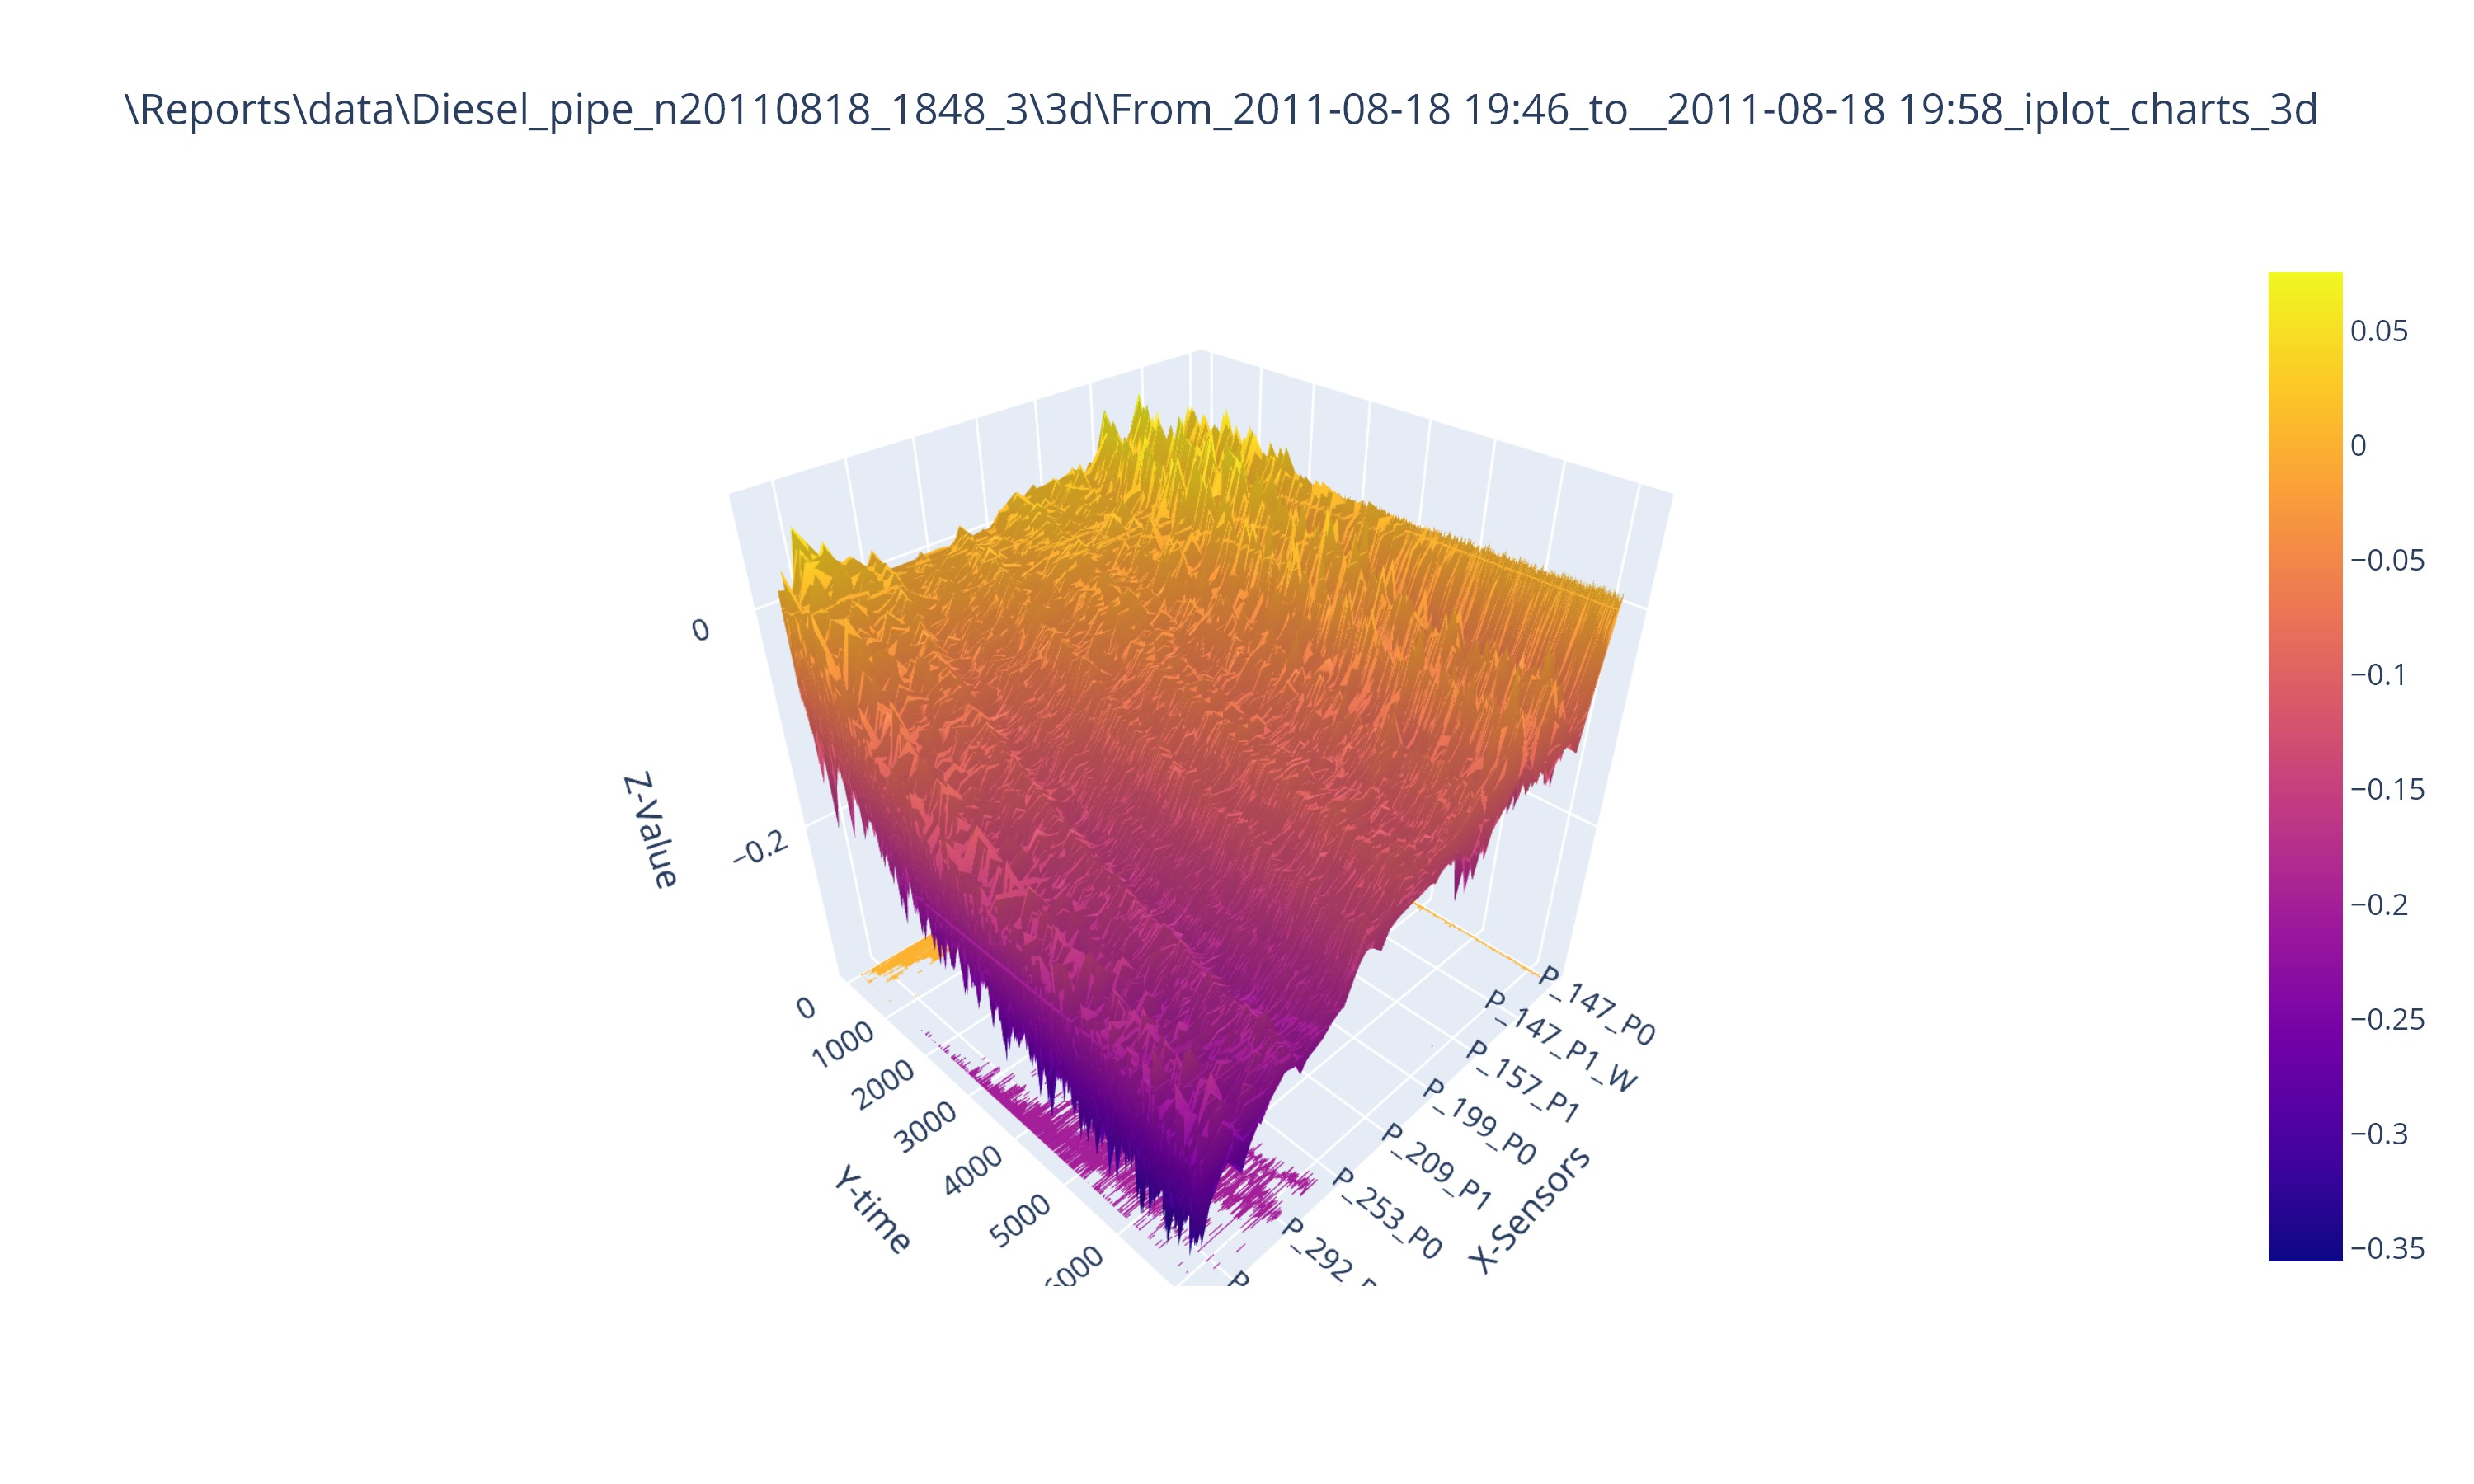 \Reports\data\Diesel_pipe_n20110818_1848_3\3d\From_2011-08-18 19:46_to__2011-08-18 19:58_iplot_charts_3d
0.05
0
−0.05
−0.1
−0.15
−0.2
−0.25
−0.3
−0.35
0
−0.2
Z-Value
0
1000
2000
3000
4000
5000
Y-time
P_147_P0
P_147_P1_W
P_157_P1
P_199_P0
P_209_P1
P_253_P0
X-Sensors